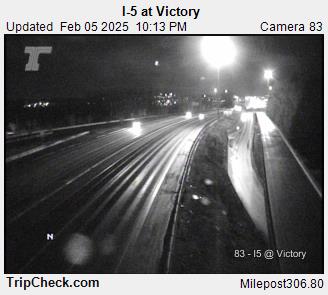 I-5 at Victory
Updated Feb 05 2025 10:13 PM Camera 83
T
N
83 - I5 @ Victory
TripCheck.com Milepost306.80